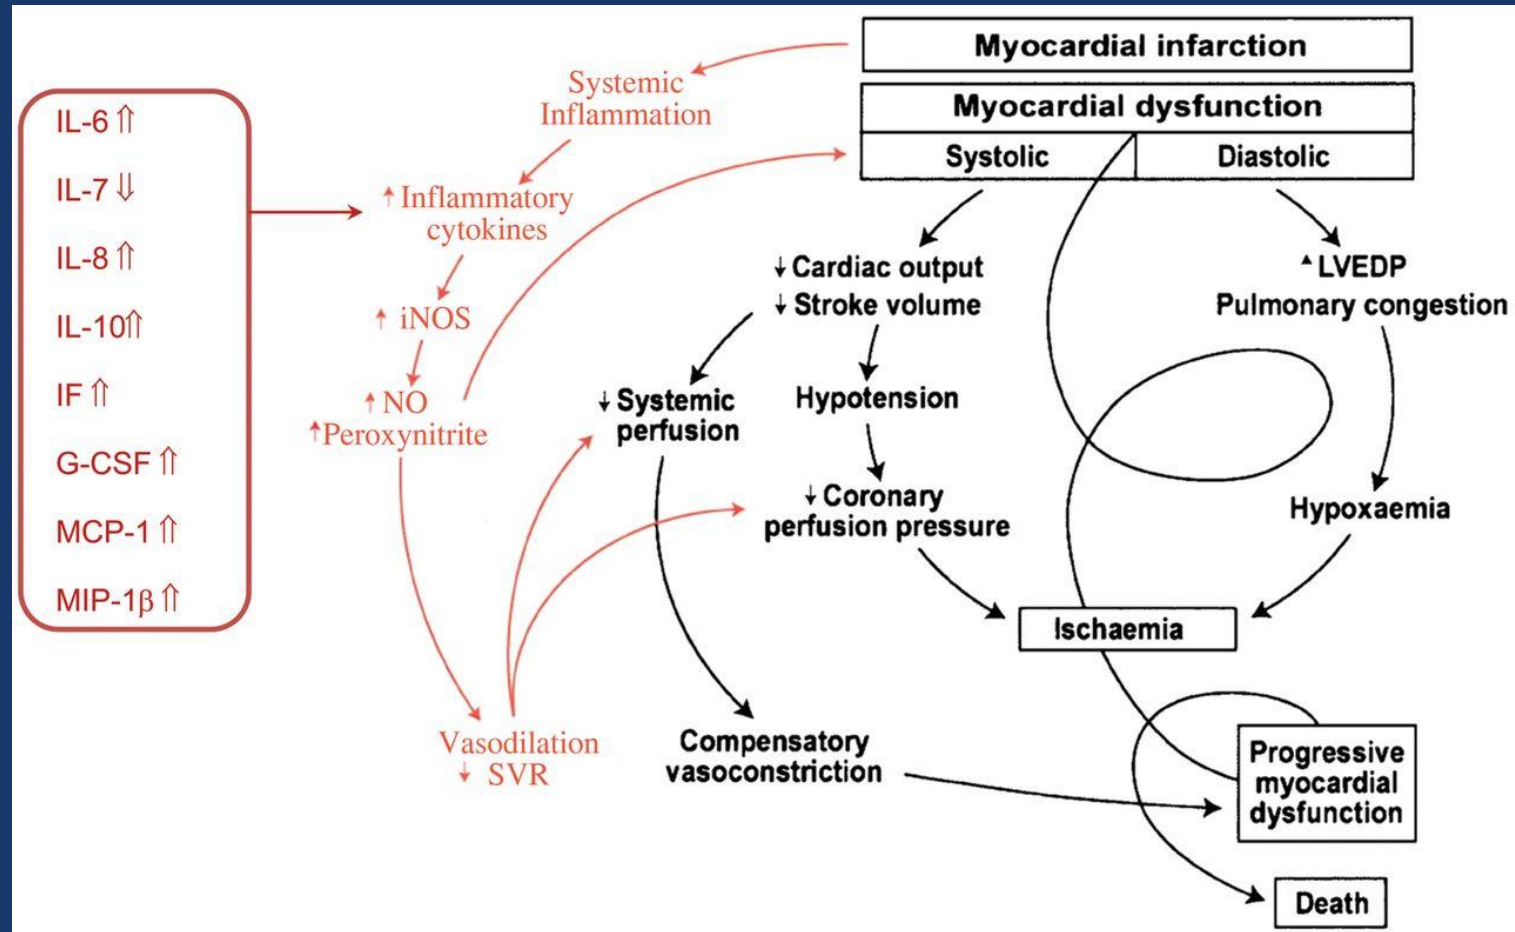 Myocardial infarction
Myocardial dysfunction
Systolic
Diastolic
Systemic
Inflammation
IL-6 ⇑
IL-7 ⇓
IL-8 ⇑
IL-10⇑
IF ⇑
G-CSF ⇑
MCP-1 ⇑
MIP-1β ⇑
↑ Inflammatory
cytokines
↑ iNOS
↑ NO
↑ Peroxynitrite
Vasodilation
↓ SVR
↓ Cardiac output
↓ Stroke volume
▲ LVEDP
Pulmonary congestion
↓ Systemic
perfusion
Hypotension
↓ Coronary
perfusion pressure
Hypoxaemia
Ischaemia
Compensatory
vasoconstriction
Progressive
myocardial
dysfunction
Death